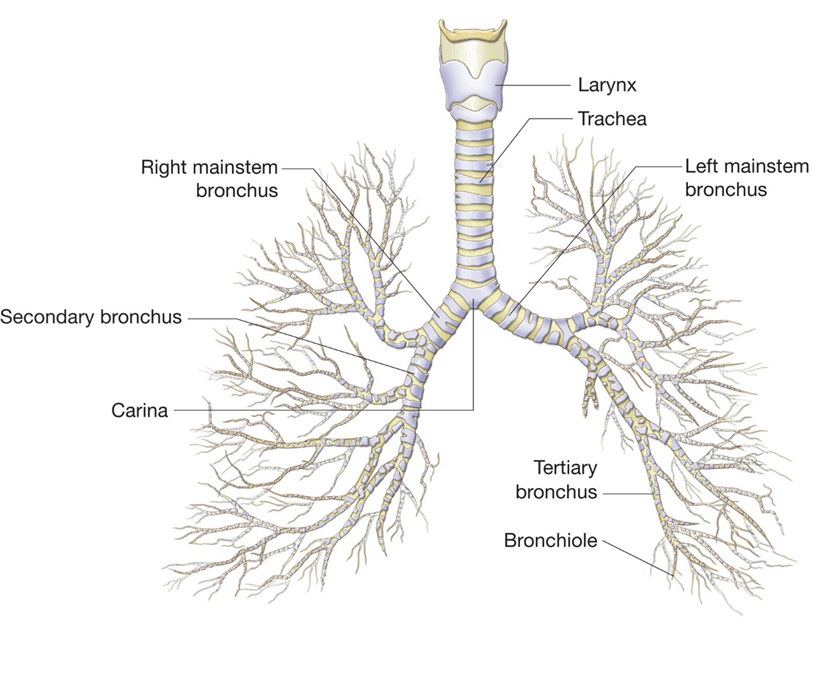 Larynx
Trachea
Right mainstem
bronchus
Left mainstem
bronchus
Secondary bronchus
Carina
Tertiary
bronchus
Bronchiole